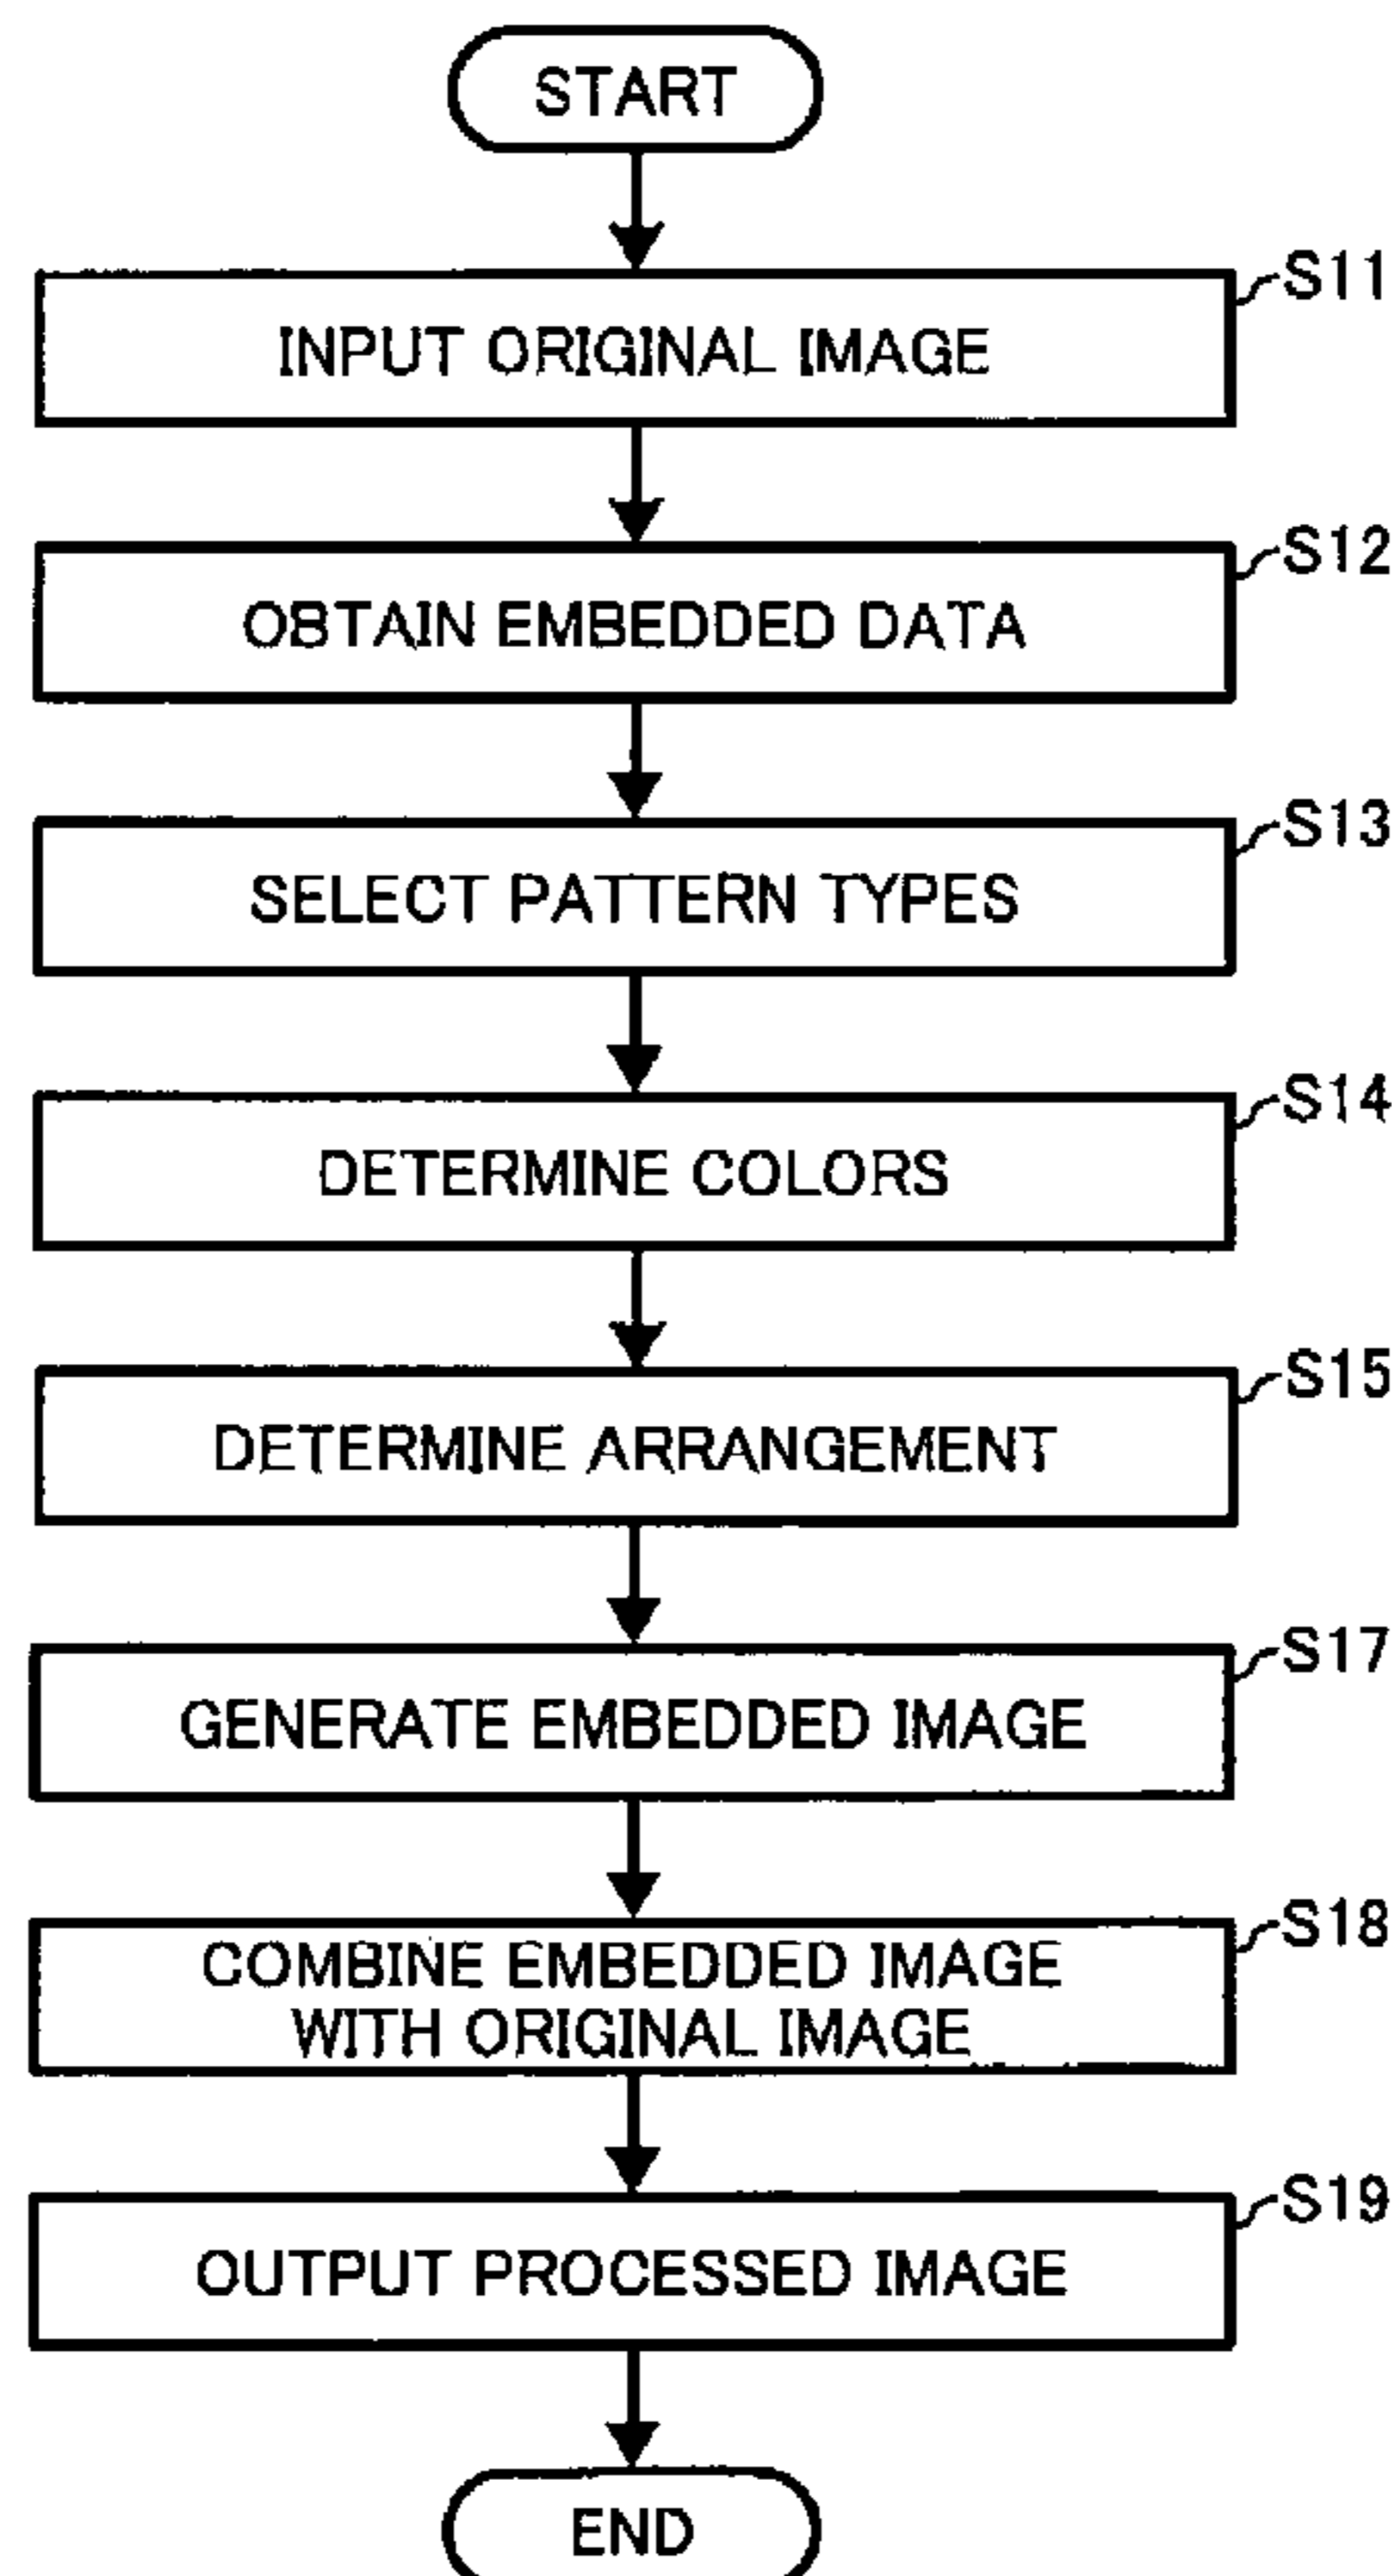 START
S11
INPUT ORIGINAL IMAGE
S12
OBTAIN EMBEDDED DATA
S13
SELECT PATTERN TYPES
S14
DETERMINE COLORS
S15
DETERMINE ARRANGEMENT
S17
GENERATE EMBEDDED IMAGE
S18
COMBINE EMBEDDED IMAGE
WITH ORIGINAL IMAGE
S19
OUTPUT PROCESSED IMAGE
END